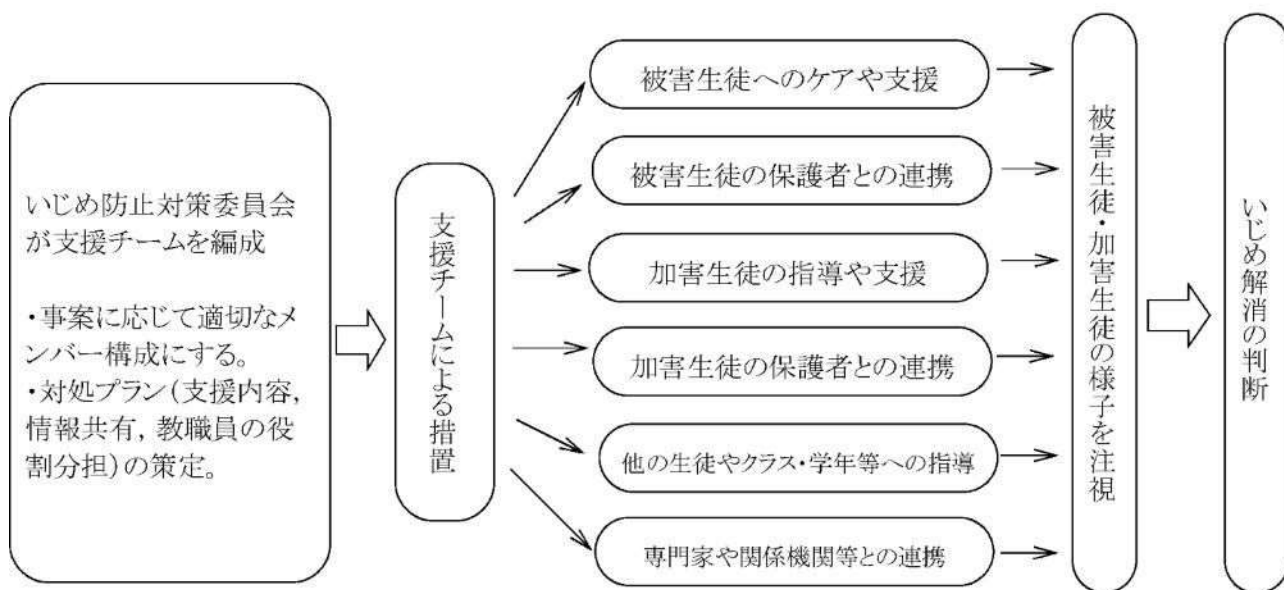 いじめ防止対策委員会
が支援チームを編成
・事案に応じて適切なメ
ンバー構成にする。
・対処プラン(支援内容,
情報共有, 教職員の役
割分担)の策定。
支援チームによる措置
被害生徒へのケアや支援
被害生徒の保護者との連携
加害生徒の指導や支援
加害生徒の保護者との連携
他の生徒やクラス・学年等への指導
専門家や関係機関等との連携
被害生徒・加害生徒の様子を注視
いじめ解消の判断